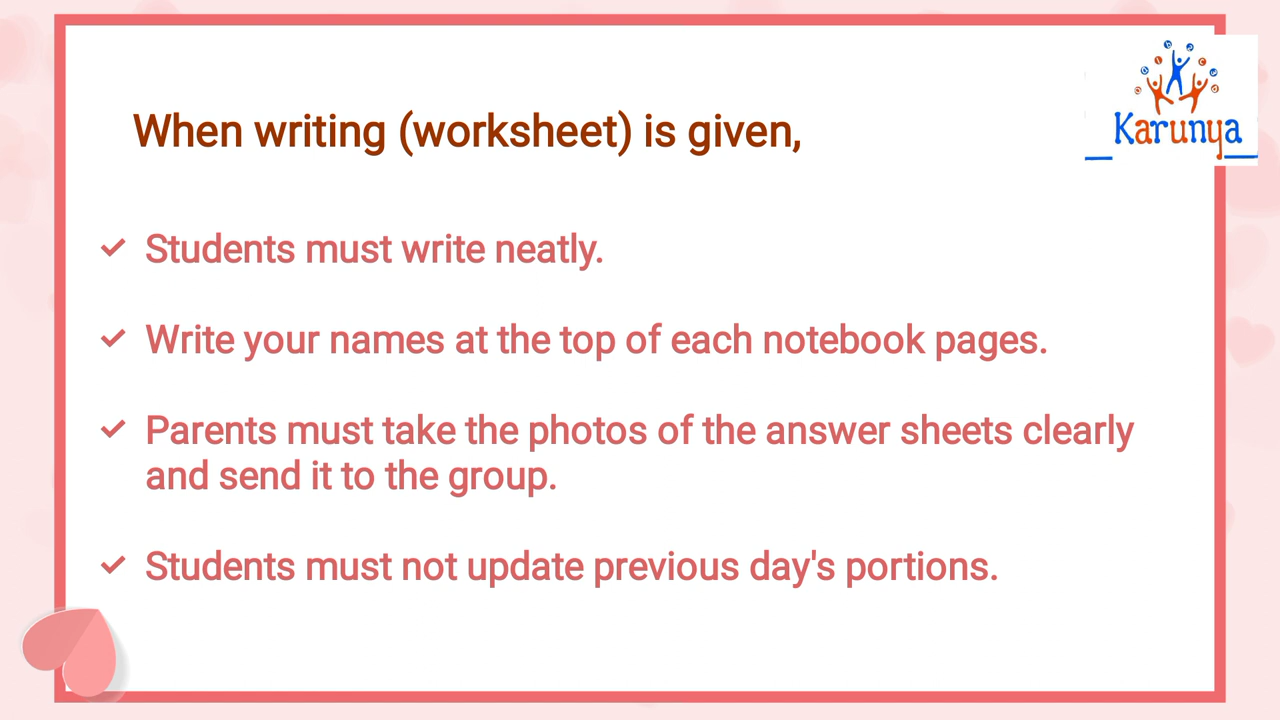 Karunya
When writing (worksheet) is given,
Students must write neatly.
Write your names at the top of each notebook pages.
Parents must take the photos of the answer sheets clearly
and send it to the group.
Students must not update previous day's portions.